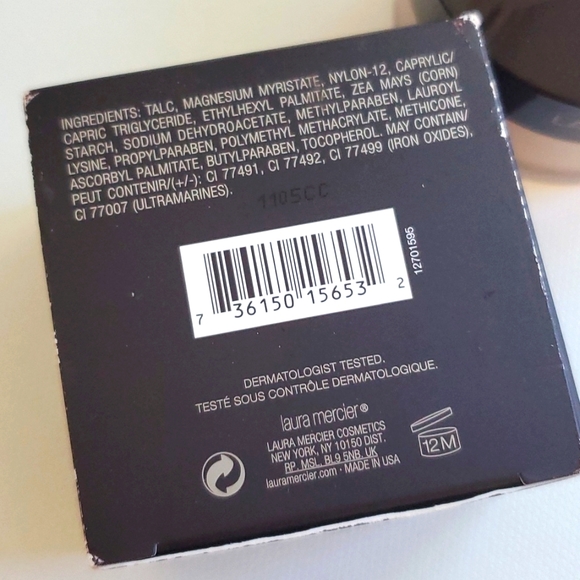 INGREDIENTS: TALC, MAGNESIUM MYRISTATE, NYLON-12, CAPRYLIC/
CAPRIC TRIGLYCERIDE, ETHYLHEXYL PALMITATE, ZEA MAYS (CORN)
STARCH, SODIUM DEHYDROACETATE, METHYLPARABEN, LAUROYL
LYSINE, PROPYLPARABEN, POLYMETHYL METHACRYLATE, METHICONE,
ASCORBYL PALMITATE, BUTYLPARABEN, TOCOPHEROL. MAY CONTAIN/
PEUT CONTENIR/(+/-): CI 77491, CI 77492, CI 77499 (IRON OXIDES),
CI 77007 (ULTRAMARINES).
1105CC
7 36150 15653 2
12701595
DERMATOLOGIST TESTED.
TESTÉ SOUS CONTRÔLE DERMATOLOGIQUE.
laura mercier®
LAURA MERCIER COSMETICS
NEW YORK, NY 10150 DIST.
RP. MSL. BL9 5NB. UK
lauramercier.com · MADE IN USA
12M